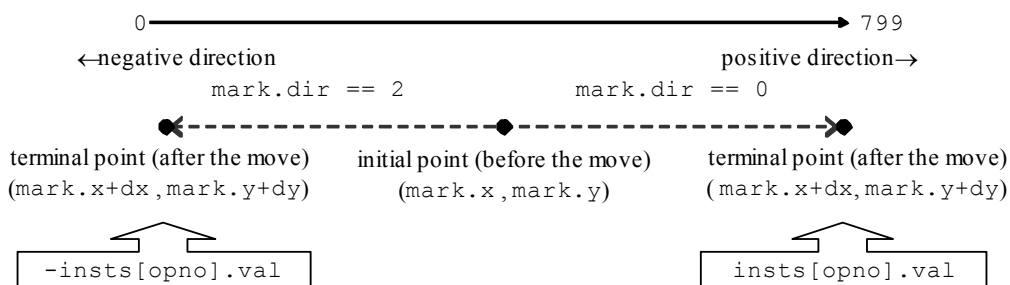 0 799
←negative direction positive direction→
mark.dir == 2 mark.dir == 0
terminal point (after the move) initial point (before the move) terminal point (after the move)
(mark.x+dx,mark.y+dy) (mark.x,mark.y) (mark.x+dx,mark.y+dy)
-insts[opno].val insts[opno].val